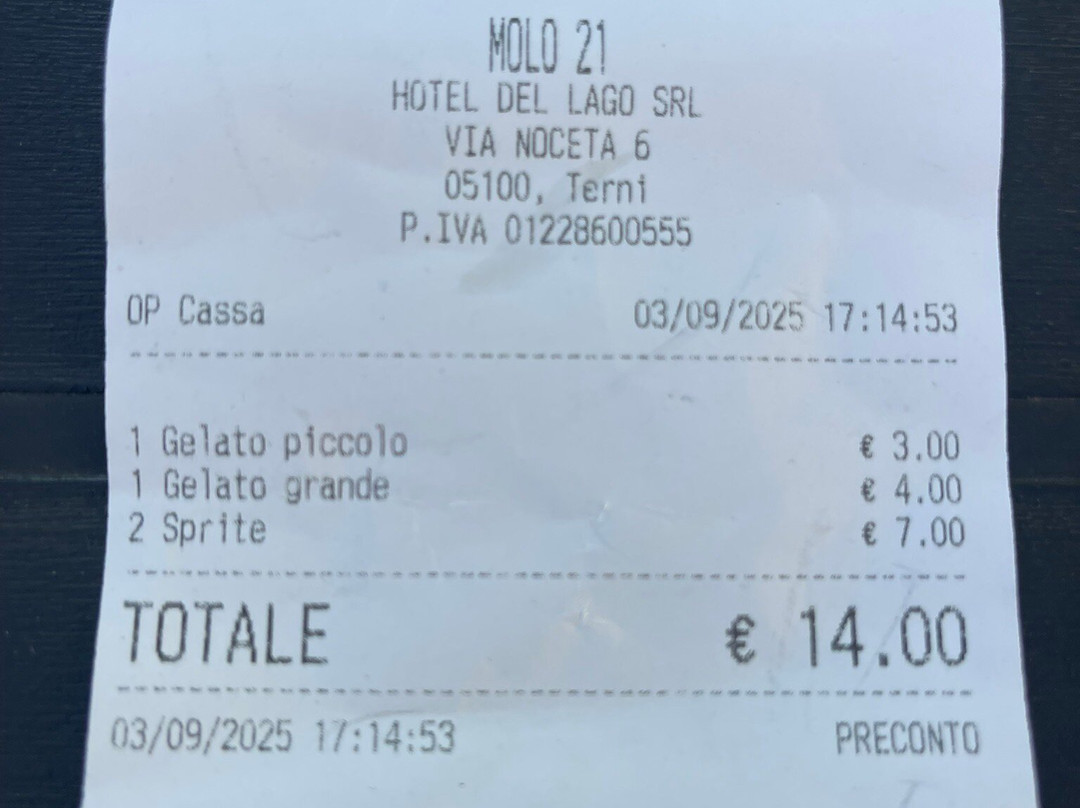 MOLO 21
HOTEL DEL LAGO SRL
VIA NOCETA 6
05100, Terni
P.IVA 01228600555
OP Cassa 03/09/2025 17:14:53
1 Gelato piccolo € 3.00
1 Gelato grande € 4.00
2 Sprite € 7.00
TOTALE € 14.00
03/09/2025 17:14:53 PRECONTO